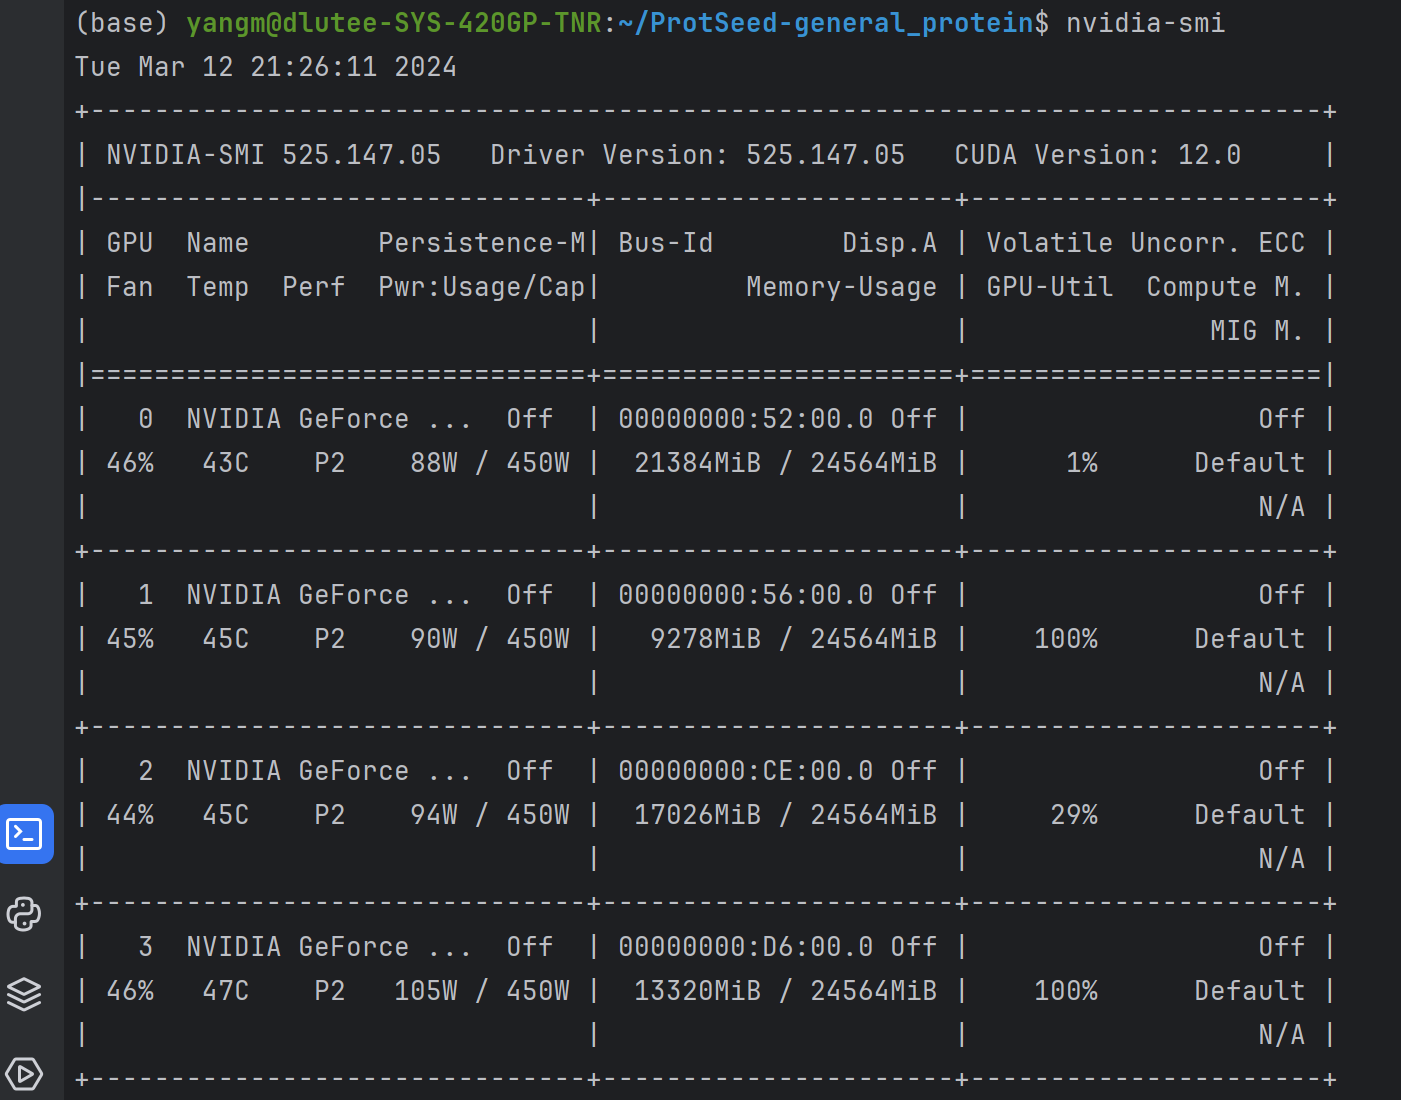 (base) yangm@dlutee-SYS-420GP-TNR:~/ProtSeed-general_protein$ nvidia-smi
Tue Mar 12 21:26:11 2024
+-----------------------------------------------------------------------------+
| NVIDIA-SMI 525.147.05   Driver Version: 525.147.05   CUDA Version: 12.0     |
|-------------------------------+----------------------+----------------------+
| GPU  Name        Persistence-M| Bus-Id        Disp.A | Volatile Uncorr. ECC |
| Fan  Temp  Perf  Pwr:Usage/Cap|         Memory-Usage | GPU-Util  Compute M. |
|                               |                      |               MIG M. |
|===============================+======================+======================|
|   0  NVIDIA GeForce ...  Off  | 00000000:52:00.0 Off |                  Off |
| 46%   43C    P2    88W / 450W |  21384MiB / 24564MiB |      1%      Default |
|                               |                      |                  N/A |
+-------------------------------+----------------------+----------------------+
|   1  NVIDIA GeForce ...  Off  | 00000000:56:00.0 Off |                  Off |
| 45%   45C    P2    90W / 450W |   9278MiB / 24564MiB |    100%      Default |
|                               |                      |                  N/A |
+-------------------------------+----------------------+----------------------+
|   2  NVIDIA GeForce ...  Off  | 00000000:CE:00.0 Off |                  Off |
| 44%   45C    P2    94W / 450W |  17026MiB / 24564MiB |     29%      Default |
|                               |                      |                  N/A |
+-------------------------------+----------------------+----------------------+
|   3  NVIDIA GeForce ...  Off  | 00000000:D6:00.0 Off |                  Off |
| 46%   47C    P2   105W / 450W |  13320MiB / 24564MiB |    100%      Default |
|                               |                      |                  N/A |
+-------------------------------+----------------------+----------------------+